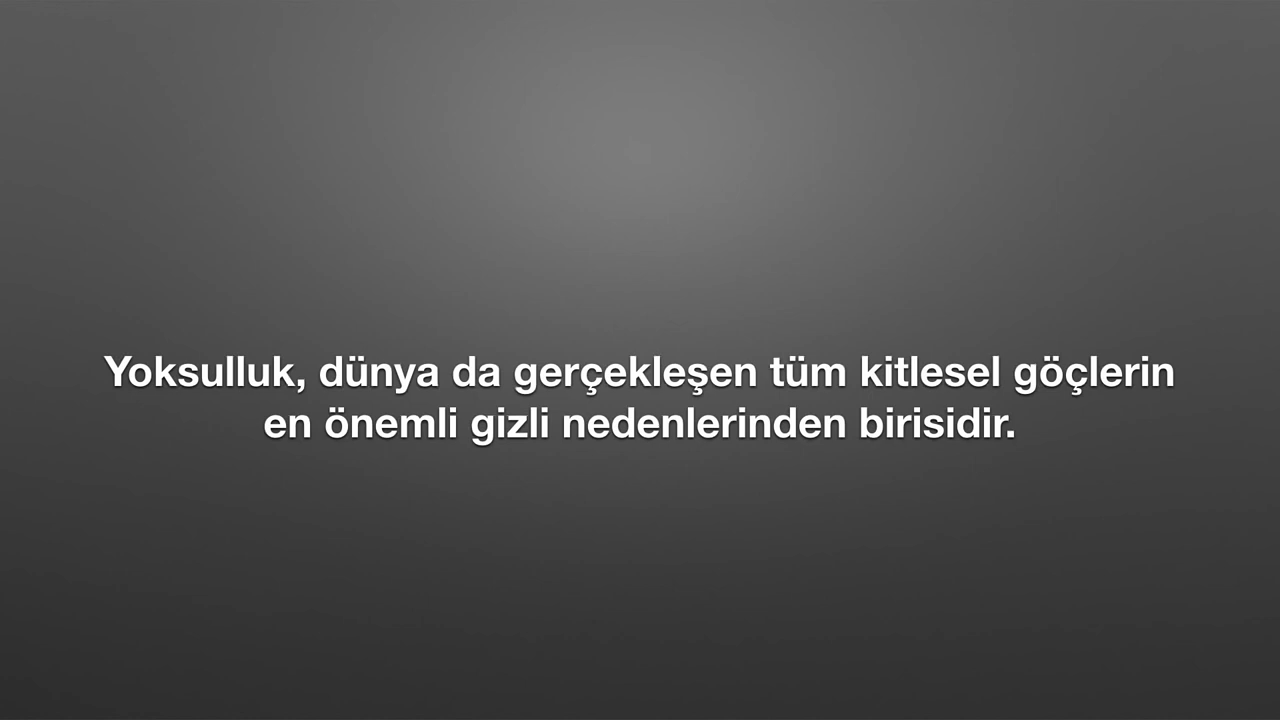 Yoksulluk, dünya da gerçekleşen tüm kitlesel göçlerin
en önemli gizli nedenlerinden birisidir.